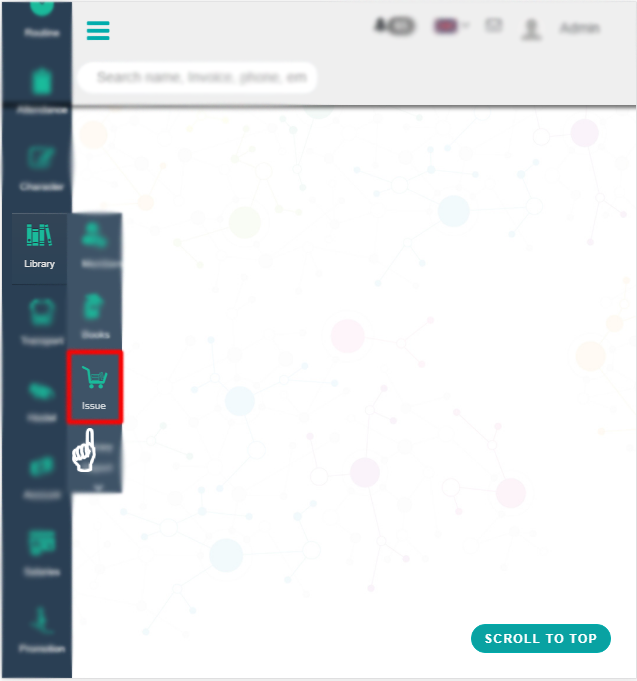 Routine
Admin
Search name, Invoice, phone, em
Attendance
Character
Library
Books
Transport
Issue
Hostel
Account
Salaries
Promotion
SCROLL TO TOP